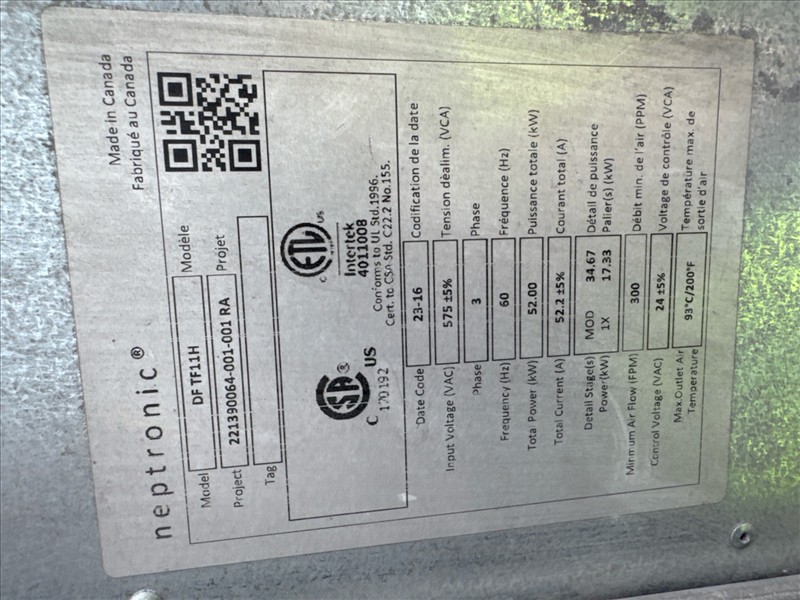 Made in Canada
Fabriqué au Canada
neptronic®
Model DF TF11H Modèle
Project 221390064-001-001 RA Projet
Tag
C US
Intertek
4011008
Conforms to UL Std.1996.
Cert. to CSA Std. C22.2 No.155.
C US
170192
Date Code 23-16 Codification de la date
Input Voltage (VAC) 575 ±5% Tension déalim. (VCA)
Phase 3 Phase
Frequency (Hz) 60 Fréquence (Hz)
Total Power (kW) 52.00 Puissance totale (kW)
Total Current (A) 52.2 ±5% Courant total (A)
Detail Stage(s) MOD 34.67 Détail de puissance
Power(kW) 1X 17.33 Palier(s) (kW)
Minimum Air Flow (FPM) 300 Débit min. de l'air (PPM)
Control Voltage (VAC) 24 ±5% Voltage de contrôle (VCA)
Max.Outlet Air Temperature 93°C/200°F Température max. de sortie d'air